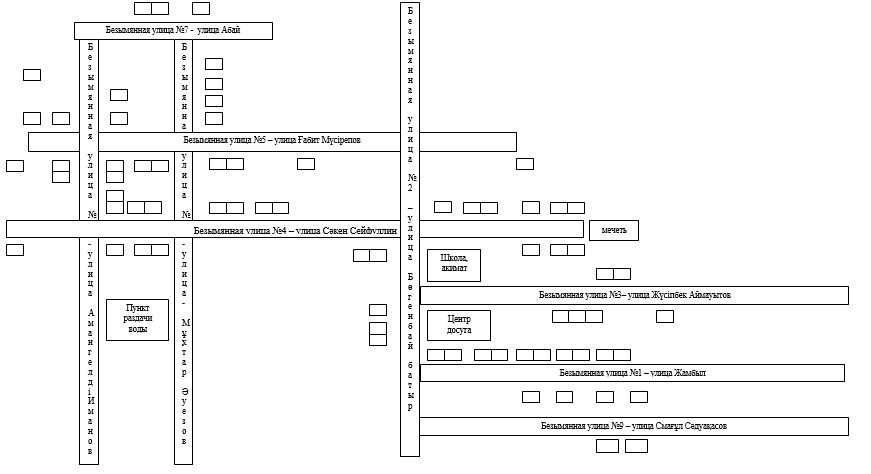 Безымянная улица №7 - улица Абай
Безымянная улица № - улица Амангелді Иманов
Безымянная улица № -улица- Мұхтар Әуезов
Безымянная улица №2 – улица Бөгенбай батыр
Безымянная улица №5 – улица Ғабит Мүсірепов
Безымянная улица №4 – улица Сәкен Сейфуллин
мечеть
Школа,
акимат
Безымянная улица №3– улица Жүсіпбек Аймауытов
Пункт
раздачи
воды
Центр
досуга
Безымянная улица №1 – улица Жамбыл
Безымянная улица №9 – улица Смағұл Сәдуақасов